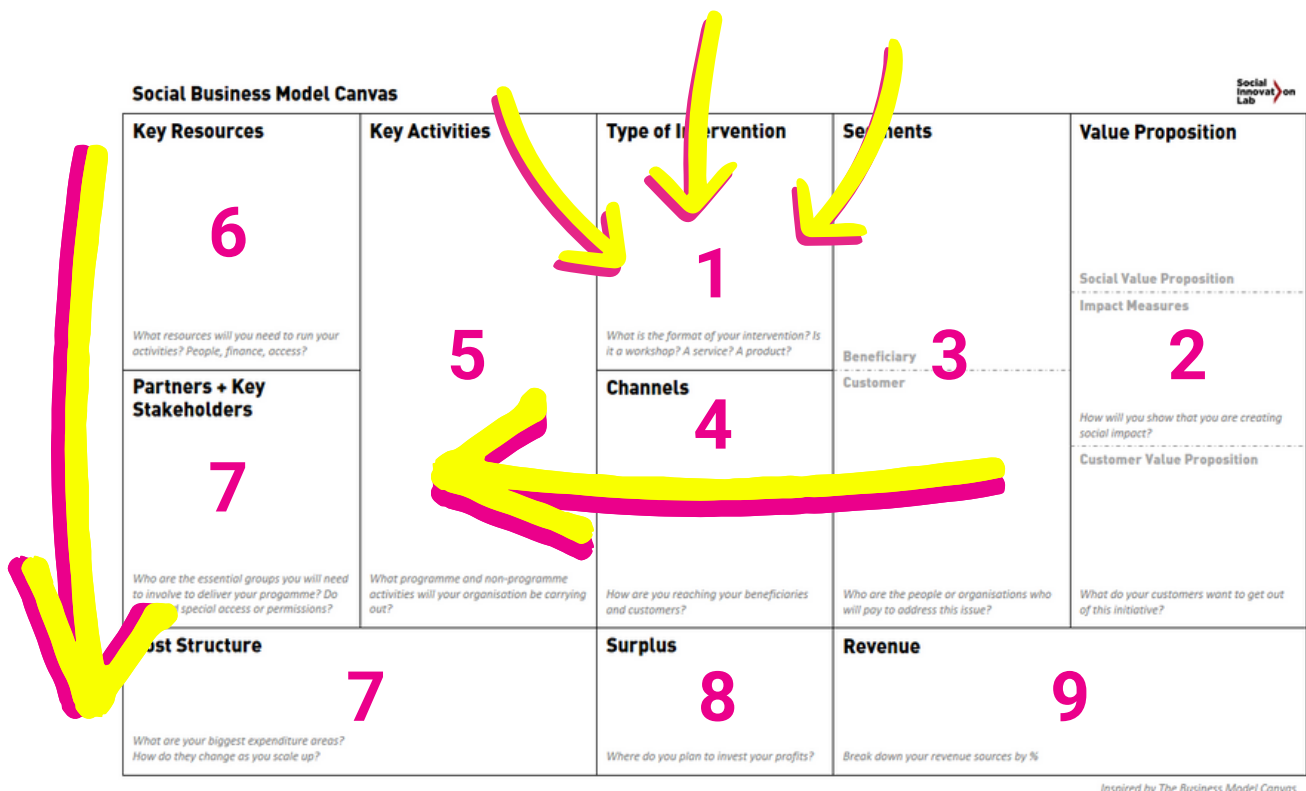 Social Business Model Canvas
Social
Innovat on
Lab
Key Resources
6
What resources will you need to run your
activities? People, finance, access?
Key Activities
5
What programme and non-programme
activities will your organisation be carrying
out?
Type of In rvention
1
What is the format of your intervention? Is
it a workshop? A service? A product?
Segments
Beneficiary
3
Customer
Who are the people or organisations who
will pay to address this issue?
Value Proposition
Social Value Proposition
Impact Measures
2
How will you show that you are creating
social impact?
Customer Value Proposition
What do your customers want to get out
of this initiative?
Partners + Key
Stakeholders
7
Who are the essential groups you will need
to involve to deliver your progamme? Do
special access or permissions?
Channels
4
How are you reaching your beneficiaries
and customers?
Cost Structure
7
What are your biggest expenditure areas?
How do they change as you scale up?
Surplus
8
Where do you plan to invest your profits?
Revenue
9
Break down your revenue sources by %
Inspired by The Business Model Canvas